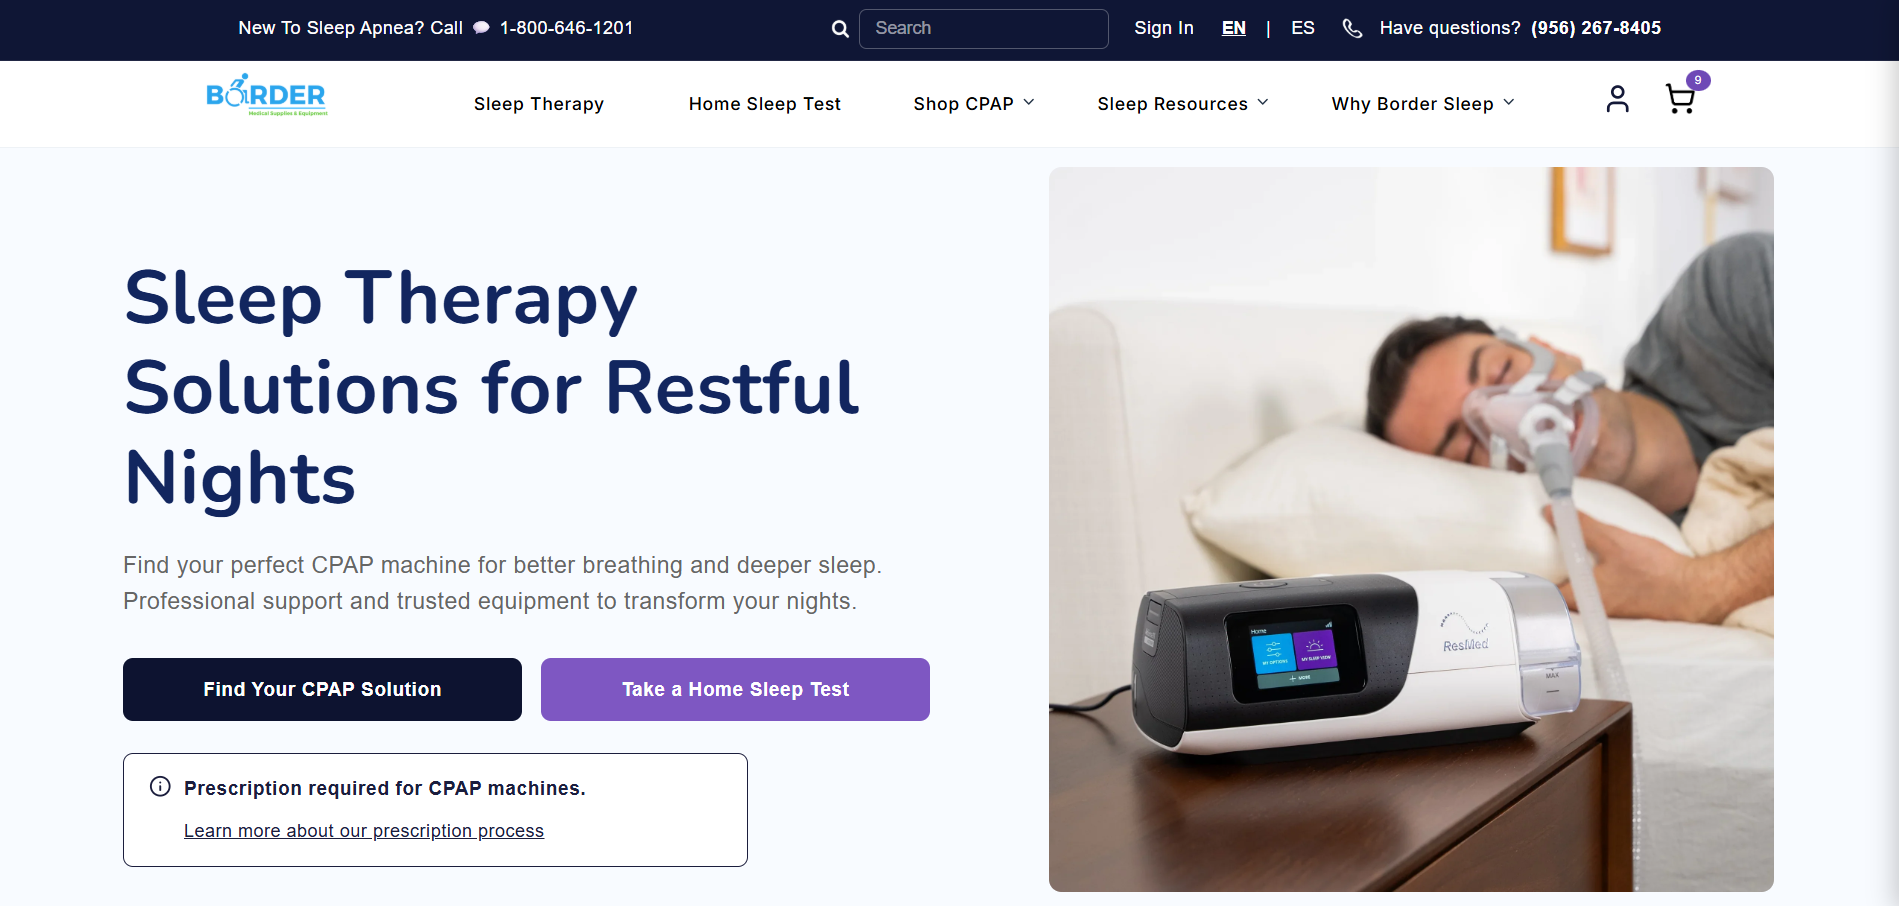 New To Sleep Apnea? Call 1-800-646-1201
Search
Sign In EN | ES Have questions? (956) 267-8405
BORDER
Medical Supplies & Equipment
Sleep Therapy
Home Sleep Test
Shop CPAP
Sleep Resources
Why Border Sleep
9
Sleep Therapy
Solutions for Restful
Nights
Find your perfect CPAP machine for better breathing and deeper sleep.
Professional support and trusted equipment to transform your nights.
Find Your CPAP Solution
Take a Home Sleep Test
Prescription required for CPAP machines.
Learn more about our prescription process
Home
MY OPTIONS
MY SLEEP VIEW
MORE
ResMed
MAX